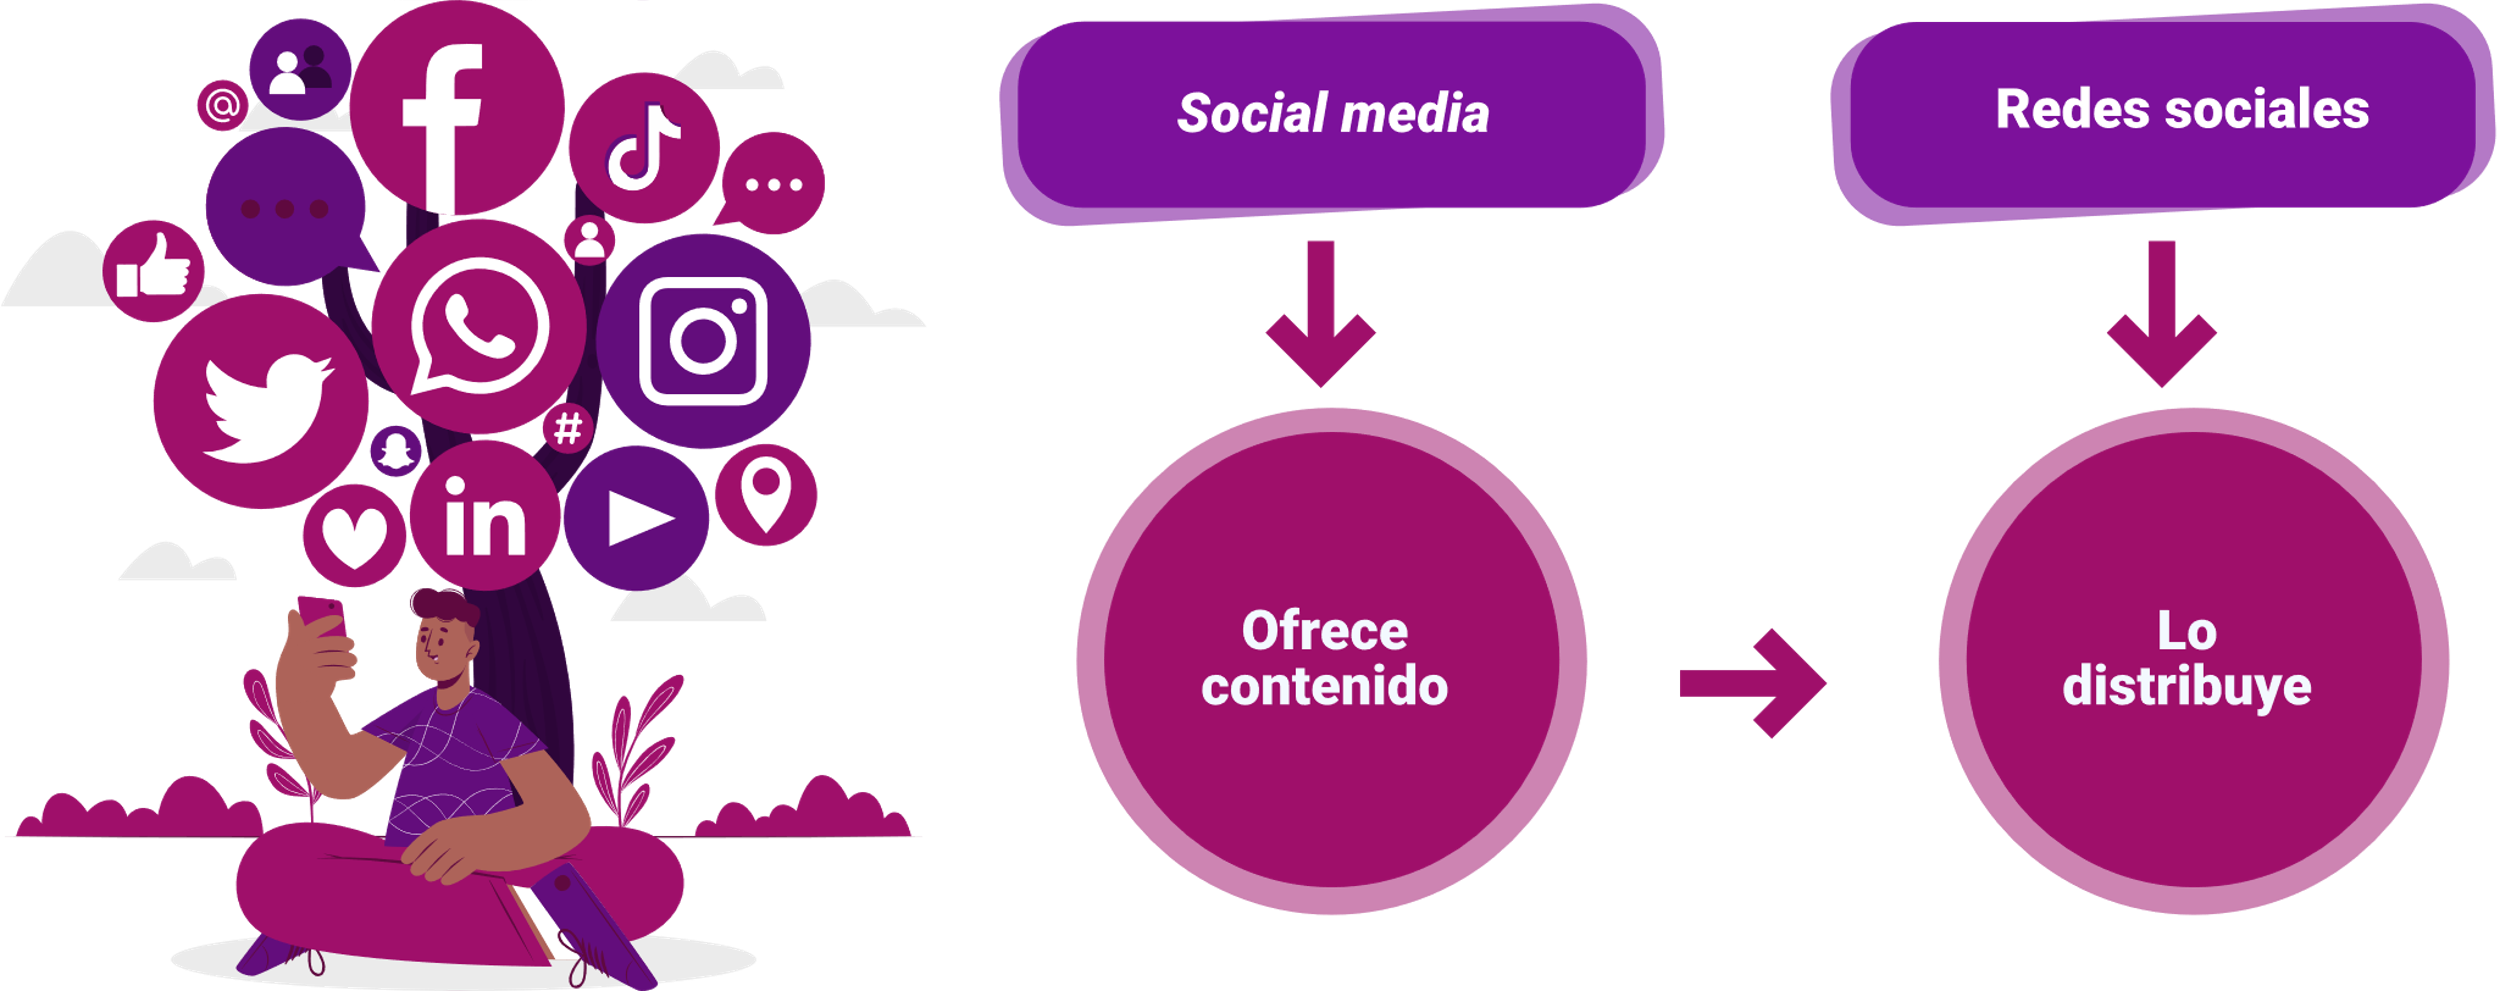 Social media
Redes sociales
Ofrece
contenido
Lo
distribuye